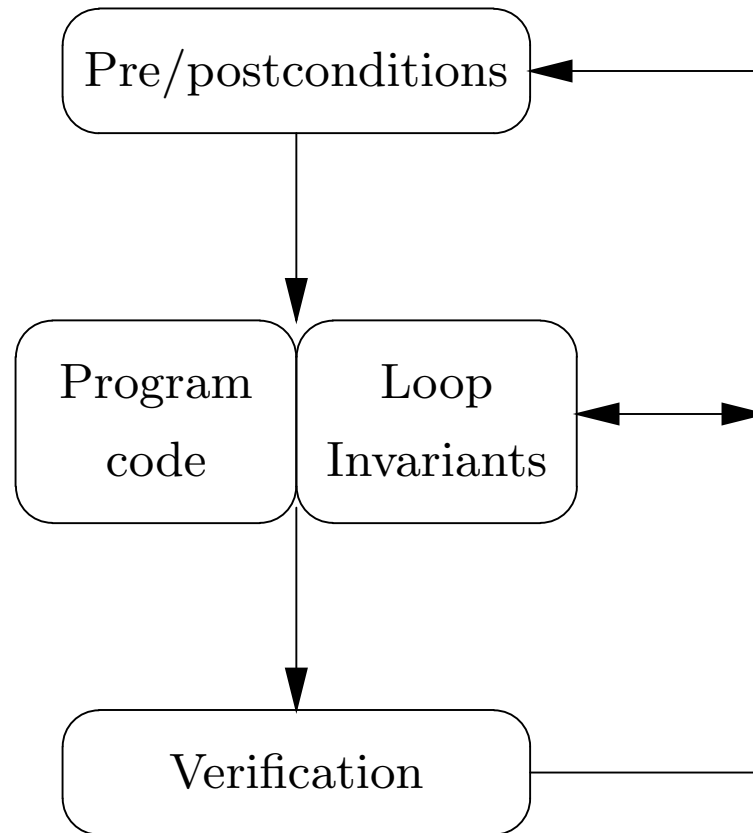 Pre/postconditions
Program
code
Loop
Invariants
Verification